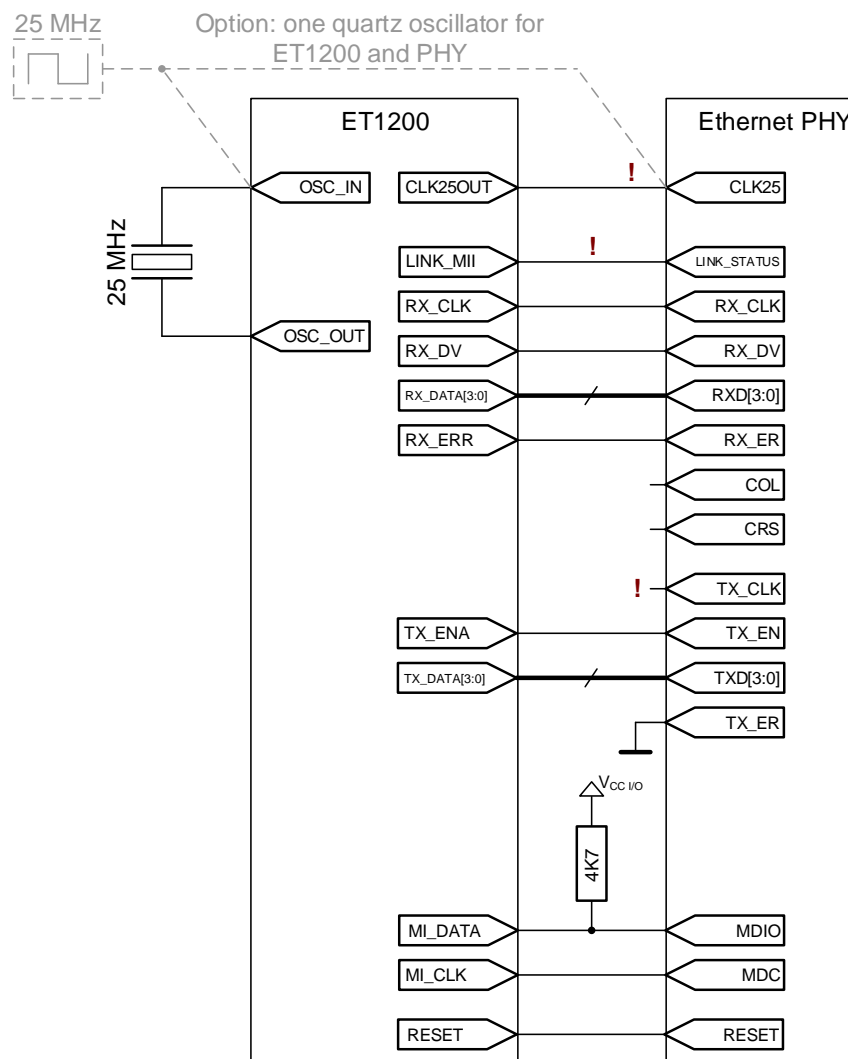 25 MHz
Option: one quartz oscillator for
ET1200 and PHY
ET1200
Ethernet PHY
OSC_IN
CLK25OUT
!
CLK25
25 MHz
LINK_MII
!
LINK_STATUS
RX_CLK
RX_CLK
OSC_OUT
RX_DV
RX_DV
RX_DATA[3:0]
RXD[3:0]
RX_ERR
RX_ER
COL
CRS
!
TX_CLK
TX_ENA
TX_EN
TX_DATA[3:0]
TXD[3:0]
TX_ER
VCC I/O
4K7
MI_DATA
MDIO
MI_CLK
MDC
RESET
RESET